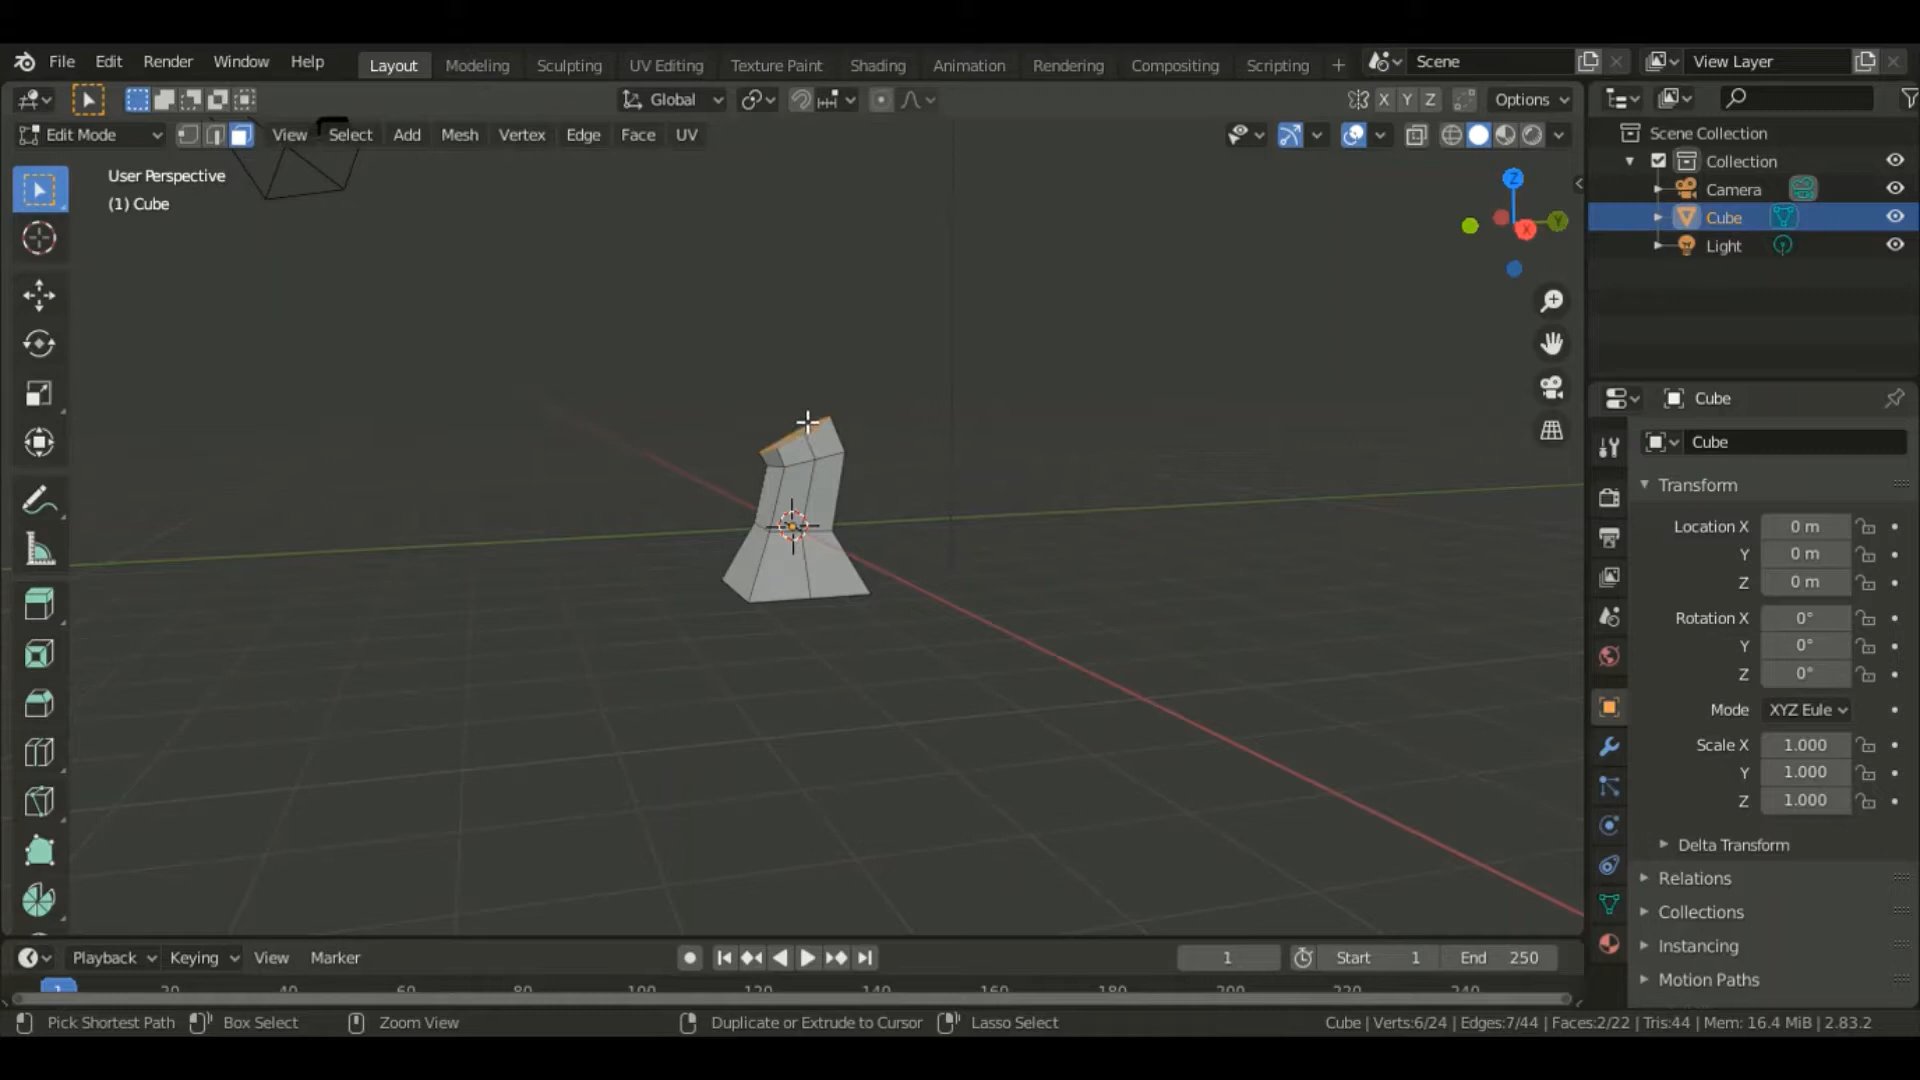 File Edit Render Window Help Layout Modeling Sculpting UV Editing Texture Paint Shading Animation Rendering Compositing Scripting + Scene View Layer
Global X Y Z Options
Edit Mode View Select Add Mesh Vertex Edge Face UV
User Perspective
(1) Cube
Z
Y
X
Scene Collection
Collection
Camera
Cube
Light
Cube
Cube
Transform
Location X 0 m
Y 0 m
Z 0 m
Rotation X 0°
Y 0°
Z 0°
Mode XYZ Eule
Scale X 1.000
Y 1.000
Z 1.000
Delta Transform
Relations
Collections
Instancing
Motion Paths
Playback Keying View Marker 1 Start 1 End 250
1 20 40 60 80 100 120 140 160 180 200 220 240
Pick Shortest Path Box Select Zoom View Duplicate or Extrude to Cursor Lasso Select Cube | Verts:6/24 | Edges:7/44 | Faces:2/22 | Tris:44 | Mem: 16.4 MiB | 2.83.2